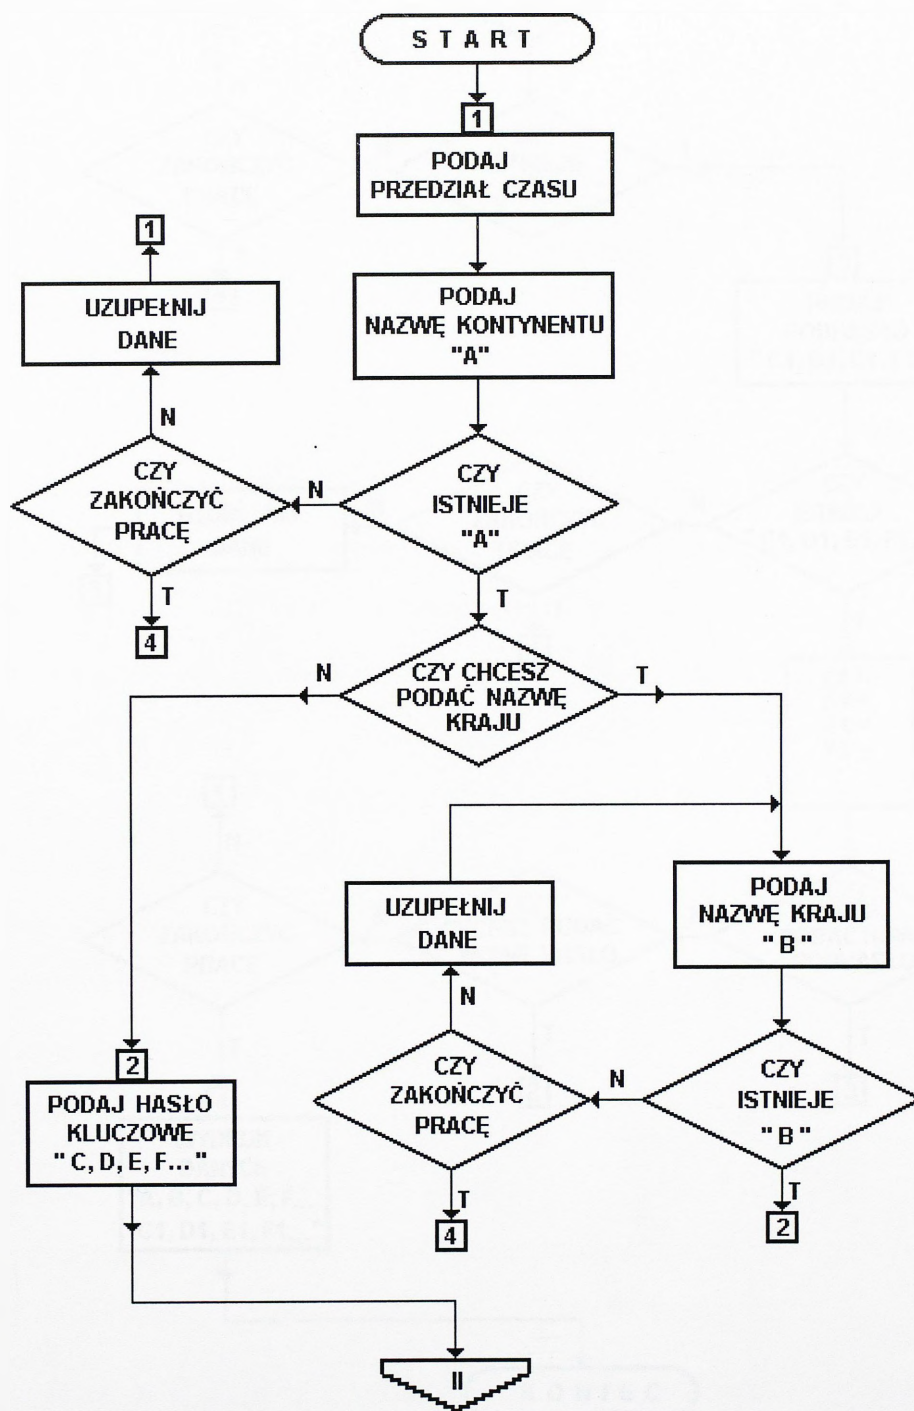 START
1
PODAJ
PRZEDZIAŁ CZASU
1
UZUPEŁNIJ
DANE
PODAJ
NAZWĘ KONTYNENTU
"A"
N
CZY
ZAKOŃCZYĆ
PRACĘ
N
CZY
ISTNIEJE
"A"
T
4
T
N
CZY CHCESZ
PODAĆ NAZWĘ
KRAJU
T
UZUPEŁNIJ
DANE
PODAJ
NAZWĘ KRAJU
"B"
N
2
PODAJ HASŁO
KLUCZOWE
"C, D, E, F..."
CZY
ZAKOŃCZYĆ
PRACĘ
N
CZY
ISTNIEJE
"B"
T
4
T
2
II